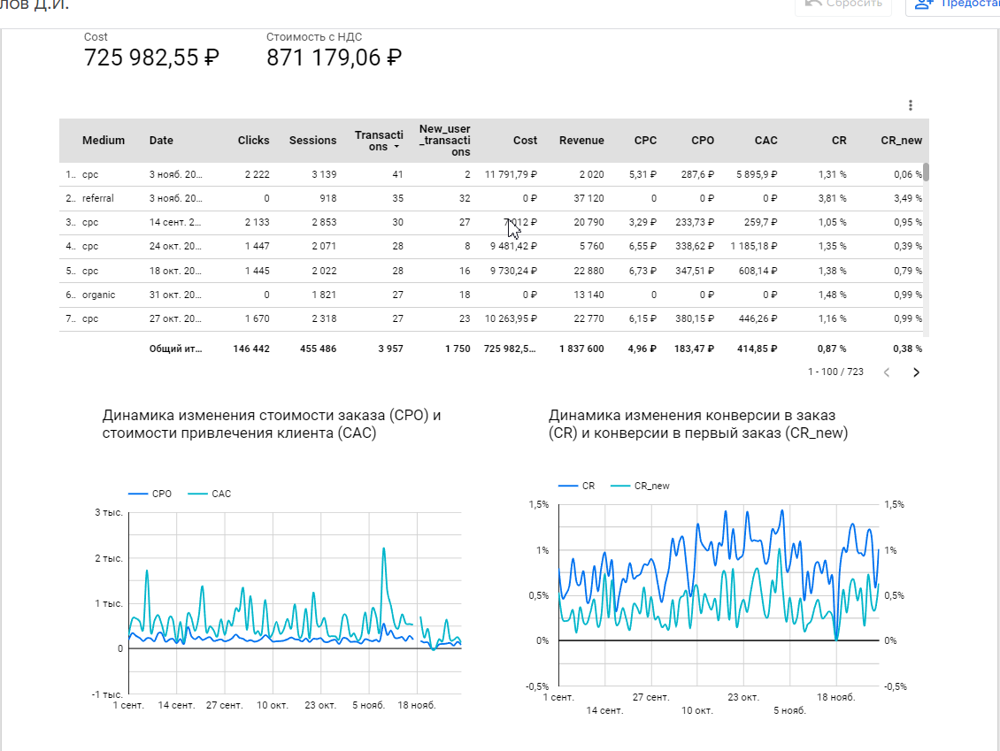 лов Д.И.
Сбросить
Предоста
Cost
Стоимость с НДС
725 982,55 ₽
871 179,06 ₽
Medium Date Clicks Sessions Transacti ons New_user _transacti ons Cost Revenue CPC CPO CAC CR CR_new
1.. cpc 3 нояб. 20… 2 222 3 139 41 2 11 791,79 ₽ 2 020 5,31 ₽ 287,6 ₽ 5 895,9 ₽ 1,31 % 0,06 %
2.. referral 3 нояб. 20… 0 918 35 32 0 ₽ 37 120 0 0 ₽ 0 ₽ 3,81 % 3,49 %
3.. cpc 14 сент. 2… 2 133 2 853 30 27 7 012 ₽ 20 790 3,29 ₽ 233,73 ₽ 259,7 ₽ 1,05 % 0,95 %
4.. cpc 24 окт. 20… 1 447 2 071 28 8 9 481,42 ₽ 5 760 6,55 ₽ 338,62 ₽ 1 185,18 ₽ 1,35 % 0,39 %
5.. cpc 18 окт. 20… 1 445 2 022 28 16 9 730,24 ₽ 22 880 6,73 ₽ 347,51 ₽ 608,14 ₽ 1,38 % 0,79 %
6.. organic 31 окт. 20… 0 1 821 27 18 0 ₽ 13 140 0 0 ₽ 0 ₽ 1,48 % 0,99 %
7.. cpc 27 окт. 20… 1 670 2 318 27 23 10 263,95 ₽ 22 770 6,15 ₽ 380,15 ₽ 446,26 ₽ 1,16 % 0,99 %
Общий ит… 146 442 455 486 3 957 1 750 725 982,5… 1 837 600 4,96 ₽ 183,47 ₽ 414,85 ₽ 0,87 % 0,38 %
1 - 100 / 723
Динамика изменения стоимости заказа (CPO) и
стоимости привлечения клиента (CAC)
CPO CAC
3 тыс.
2 тыс.
1 тыс.
0
-1 тыс.
1 сент. 14 сент. 27 сент. 10 окт. 23 окт. 5 нояб. 18 нояб.
Динамика изменения конверсии в заказ
(CR) и конверсии в первый заказ (CR_new)
CR CR_new
1,5% 1,5%
1% 1%
0,5% 0,5%
0% 0%
-0,5% -0,5%
1 сент. 27 сент. 23 окт. 18 нояб.
14 сент. 10 окт. 5 нояб.